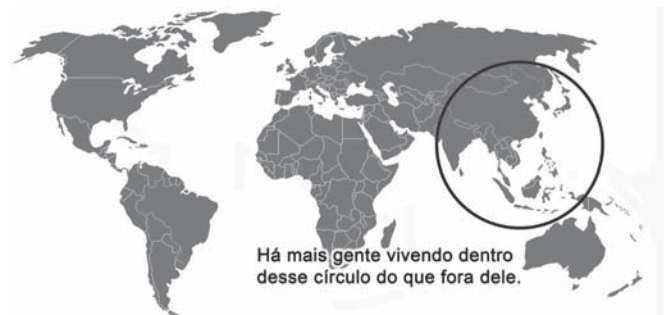 Há mais gente vivendo dentro
desse círculo do que fora dele.